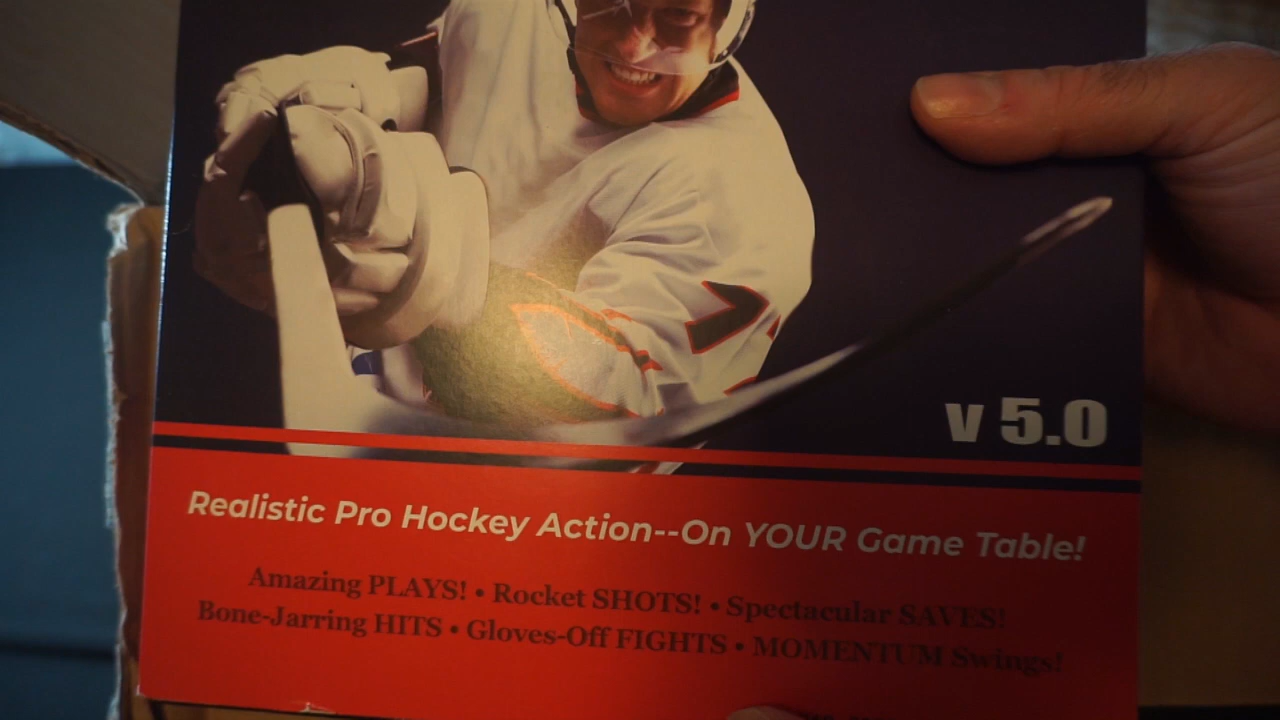 7
v 5.0
Realistic Pro Hockey Action--On YOUR Game Table!
Amazing PLAYS! • Rocket SHOTS! • Spectacular SAVES!
Bone-Jarring HITS • Gloves-Off FIGHTS • MOMENTUM Swings!